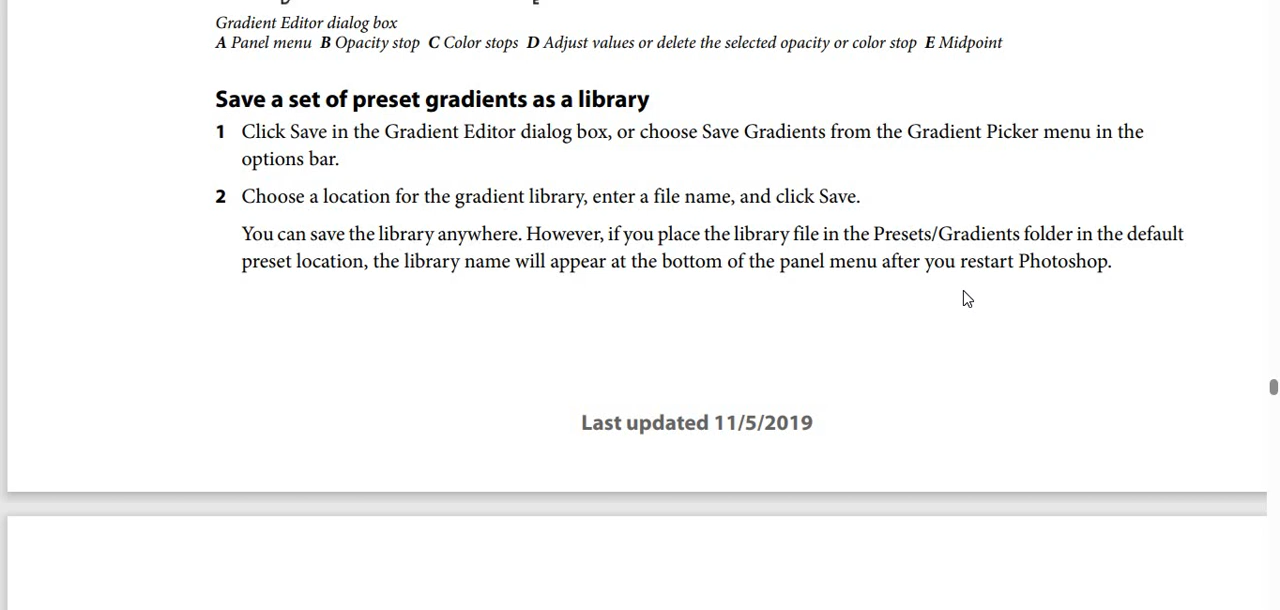 Gradient Editor dialog box
A Panel menu B Opacity stop C Color stops D Adjust values or delete the selected opacity or color stop E Midpoint
Save a set of preset gradients as a library
1 Click Save in the Gradient Editor dialog box, or choose Save Gradients from the Gradient Picker menu in the
options bar.
2 Choose a location for the gradient library, enter a file name, and click Save.
You can save the library anywhere. However, if you place the library file in the Presets/Gradients folder in the default
preset location, the library name will appear at the bottom of the panel menu after you restart Photoshop.
Last updated 11/5/2019